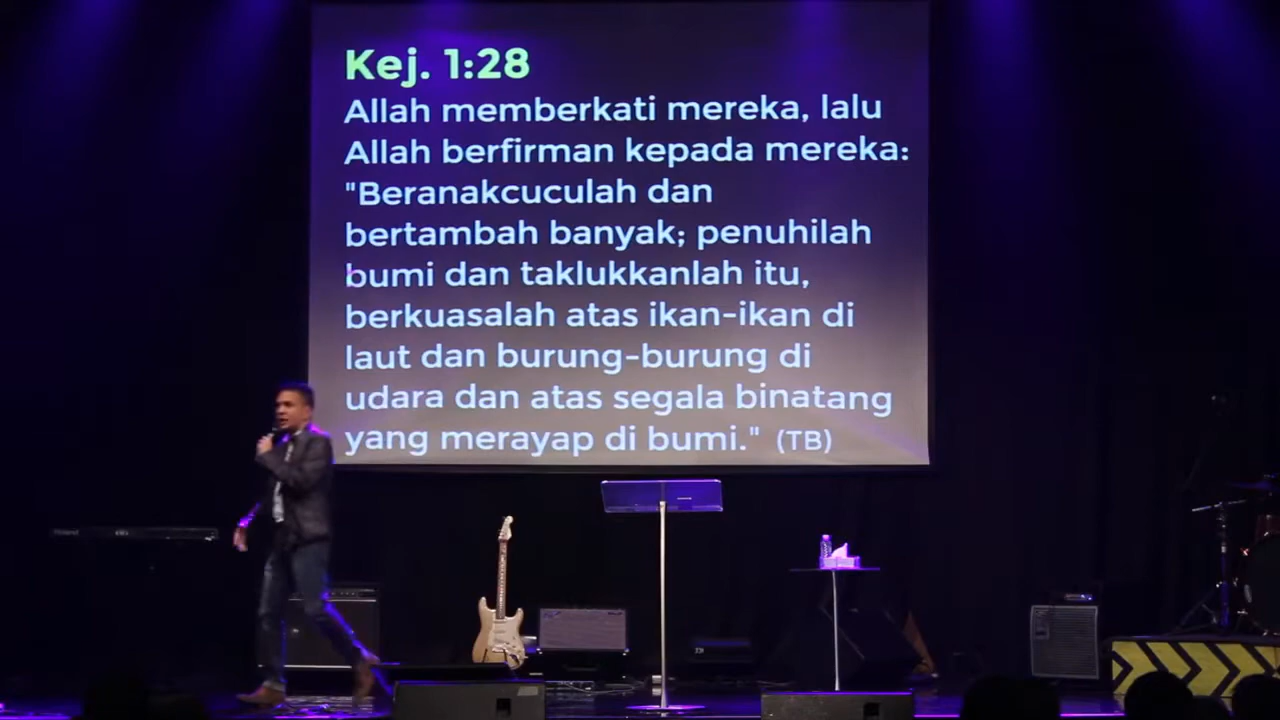 Kej. 1:28
Allah memberkati mereka, lalu
Allah berfirman kepada mereka:
"Beranakcuculah dan
bertambah banyak; penuhilah
bumi dan taklukkanlah itu,
berkuasalah atas ikan-ikan di
laut dan burung-burung di
udara dan atas segala binatang
yang merayap di bumi." (TB)
Roland